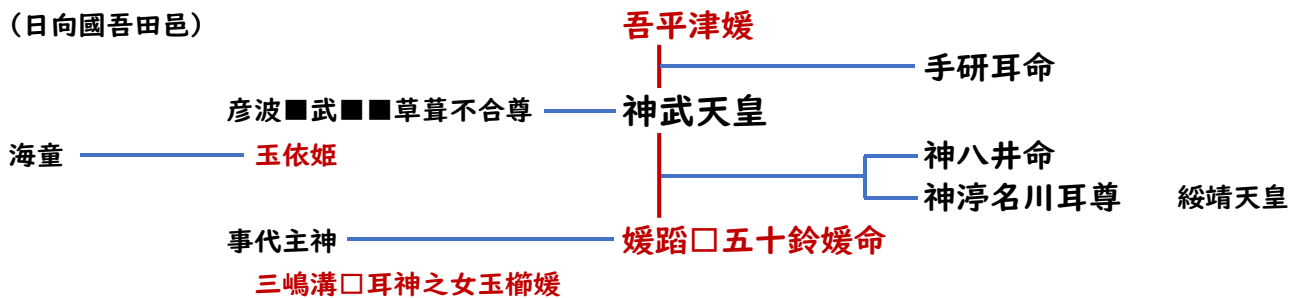 (日向國吾田邑)
吾平津媛
手研耳命
彦波■武■■草葺不合尊
神武天皇
海童
玉依姫
神八井命
神渟名川耳尊 綏靖天皇
事代主神
媛蹈□五十鈴媛命
三嶋溝□耳神之女玉櫛媛